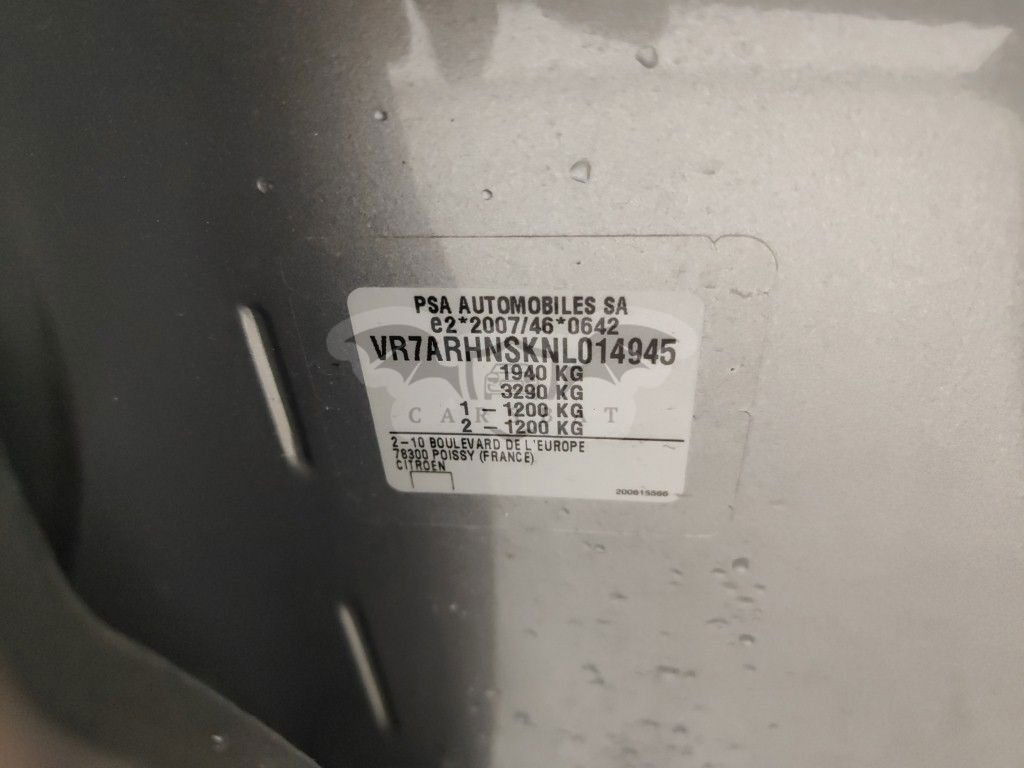 PSA AUTOMOBILES SA
e2*2007/46*0642
VR7ARHNSKNL014945
1940 KG
3290 KG
1 – 1200 KG
2 – 1200 KG
2–10 BOULEVARD DE L'EUROPE
78300 POISSY (FRANCE)
CITROEN